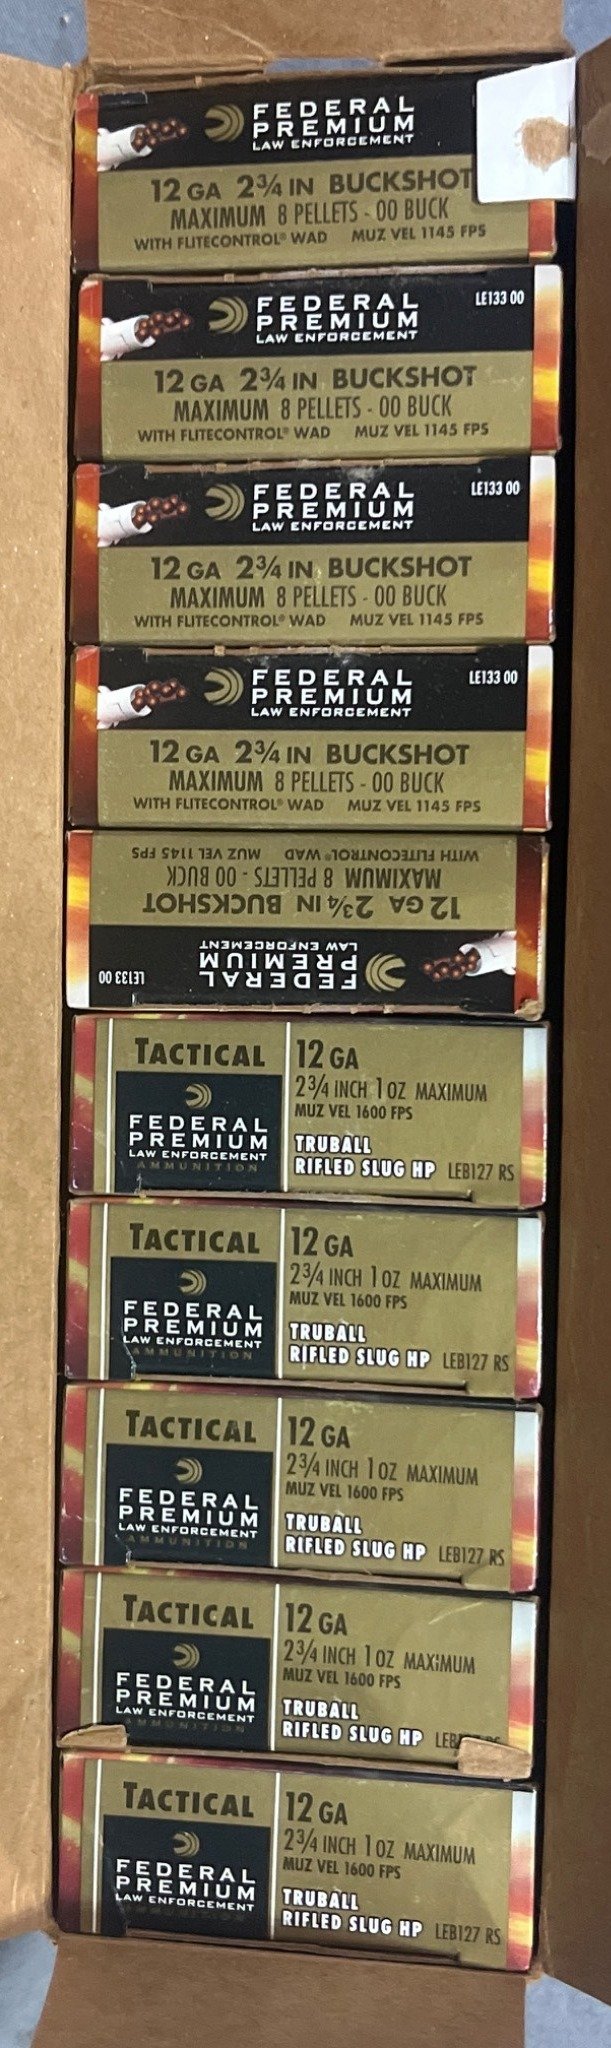 FEDERAL
PREMIUM
LAW ENFORCEMENT
12 GA 2¾ IN BUCKSHOT
MAXIMUM 8 PELLETS - 00 BUCK
WITH FLITECONTROL® WAD MUZ VEL 1145 FPS
FEDERAL LE133 00
PREMIUM
LAW ENFORCEMENT
12 GA 2¾ IN BUCKSHOT
MAXIMUM 8 PELLETS - 00 BUCK
WITH FLITECONTROL® WAD MUZ VEL 1145 FPS
FEDERAL LE133 00
PREMIUM
LAW ENFORCEMENT
12 GA 2¾ IN BUCKSHOT
MAXIMUM 8 PELLETS - 00 BUCK
WITH FLITECONTROL® WAD MUZ VEL 1145 FPS
FEDERAL LE133 00
PREMIUM
LAW ENFORCEMENT
12 GA 2¾ IN BUCKSHOT
MAXIMUM 8 PELLETS - 00 BUCK
WITH FLITECONTROL® WAD MUZ VEL 1145 FPS
FEDERAL LE133 00
PREMIUM
LAW ENFORCEMENT
12 GA 2¾ IN BUCKSHOT
MAXIMUM 8 PELLETS - 00 BUCK
WITH FLITECONTROL® WAD MUZ VEL 1145 FPS
TACTICAL
FEDERAL
PREMIUM
LAW ENFORCEMENT
AMMUNITION
12 GA
2¾ INCH 1 OZ MAXIMUM
MUZ VEL 1600 FPS
TRUBALL
RIFLED SLUG HP LEB127 RS
TACTICAL
FEDERAL
PREMIUM
LAW ENFORCEMENT
AMMUNITION
12 GA
2¾ INCH 1 OZ MAXIMUM
MUZ VEL 1600 FPS
TRUBALL
RIFLED SLUG HP LEB127 RS
TACTICAL
FEDERAL
PREMIUM
LAW ENFORCEMENT
AMMUNITION
12 GA
2¾ INCH 1 OZ MAXIMUM
MUZ VEL 1600 FPS
TRUBALL
RIFLED SLUG HP LEB127 RS
TACTICAL
FEDERAL
PREMIUM
LAW ENFORCEMENT
AMMUNITION
12 GA
2¾ INCH 1 OZ MAXIMUM
MUZ VEL 1600 FPS
TRUBALL
RIFLED SLUG HP
TACTICAL
FEDERAL
PREMIUM
LAW ENFORCEMENT
12 GA
2¾ INCH 1 OZ MAXIMUM
MUZ VEL 1600 FPS
TRUBALL
RIFLED SLUG HP LEB127 RS